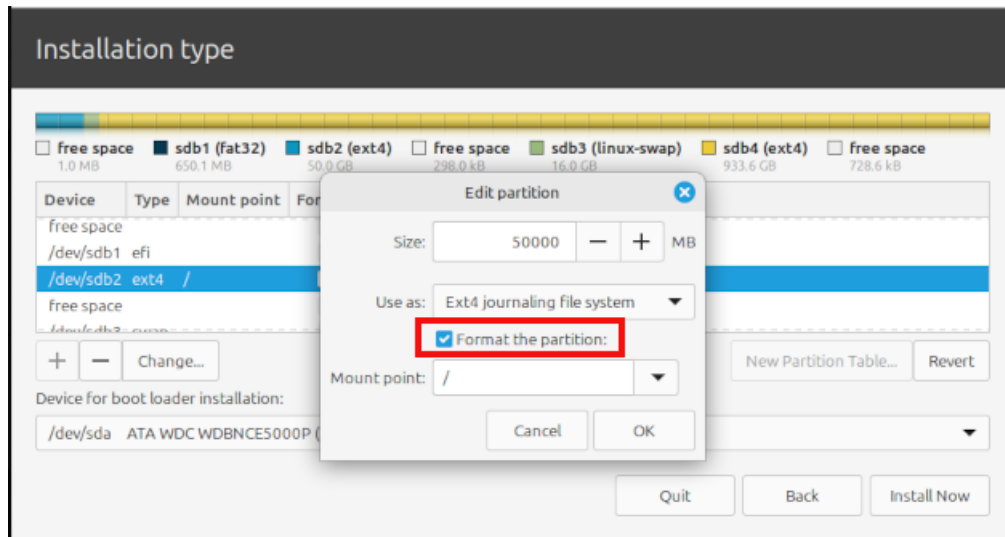 Installation type
free space sdb1 (fat32) sdb2 (ext4) free space sdb3 (linux-swap) sdb4 (ext4) free space
1.0 MB 650.1 MB 50.0 GB 298.0 kB 16.0 GB 933.6 GB 728.6 kB
Edit partition
Device Type Mount point For
free space
/dev/sdb1 efi
/dev/sdb2 ext4 /
free space
/dev/sdb3 swap
Size: 50000 MB
Use as: Ext4 journaling file system
Format the partition:
Mount point: /
Cancel OK
+ − Change...
New Partition Table... Revert
Device for boot loader installation:
/dev/sda ATA WDC WDBNCE5000P (
Quit Back Install Now